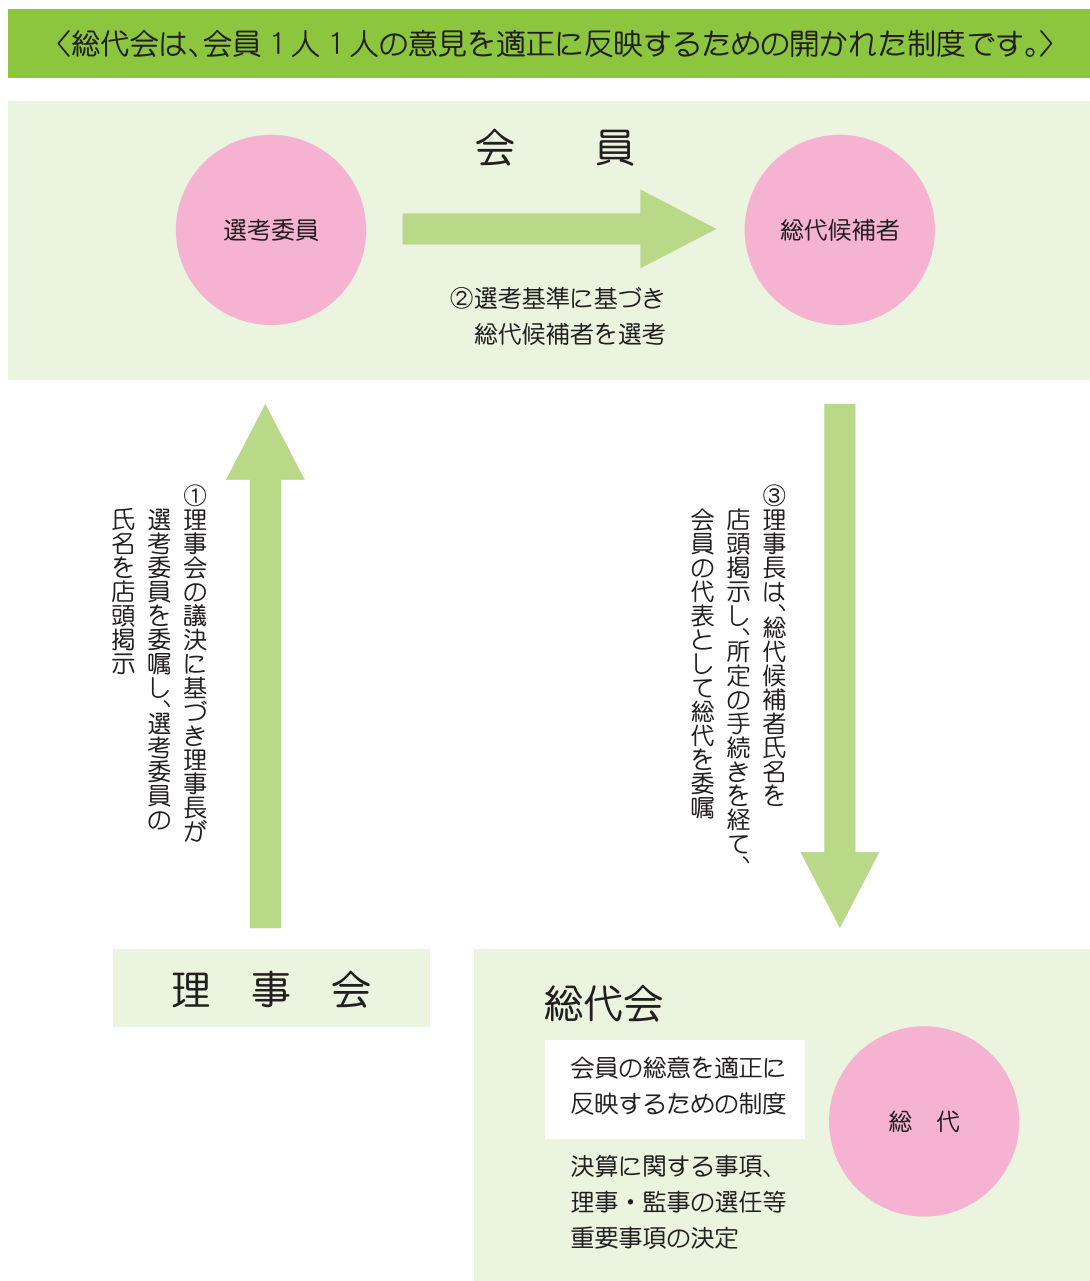 〈総代会は、会員１人１人の意見を適正に反映するための開かれた制度です。〉
会　員
選考委員
総代候補者
②選考基準に基づき
総代候補者を選考
①理事会の議決に基づき理事長が
選考委員を委嘱し、選考委員の
氏名を店頭掲示
③理事長は、総代候補者氏名を
店頭掲示し、所定の手続きを経て、
会員の代表として総代を委嘱
理　事　会
総代会
会員の総意を適正に
反映するための制度
総　代
決算に関する事項、
理事・監事の選任等
重要事項の決定